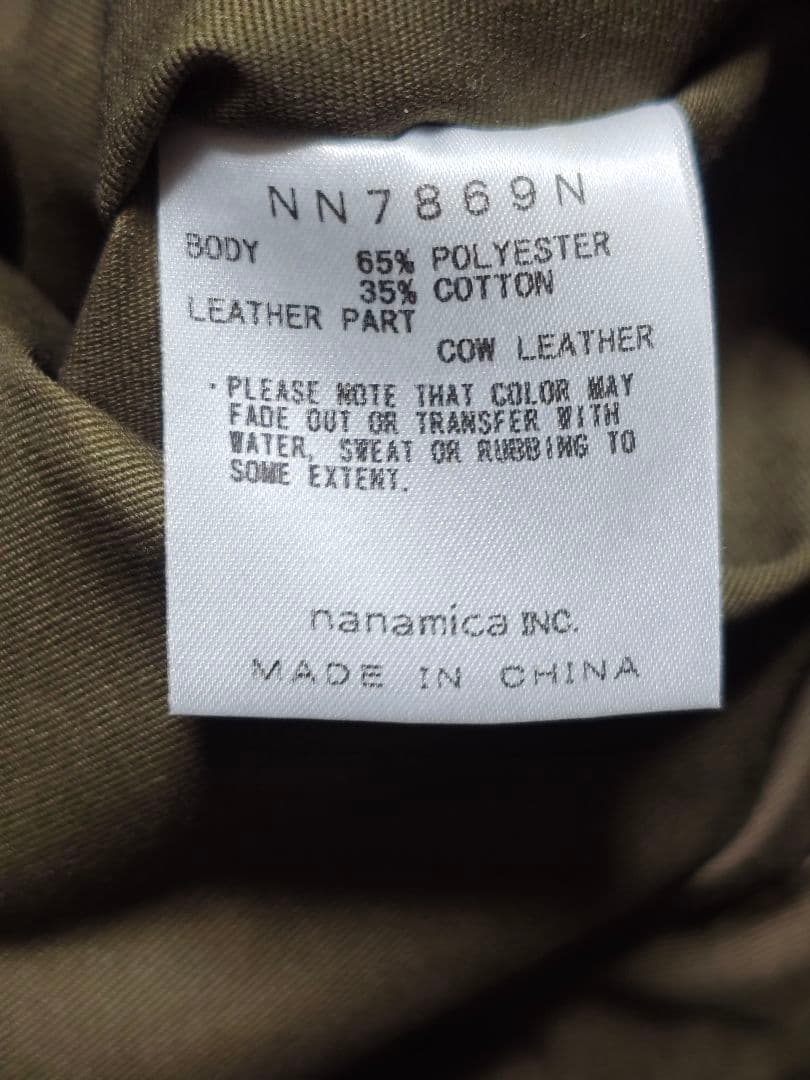 NN7869N
BODY 65% POLYESTER
35% COTTON
LEATHER PART
COW LEATHER
・PLEASE NOTE THAT COLOR MAY
FADE OUT OR TRANSFER WITH
WATER, SWEAT OR RUBBING TO
SOME EXTENT.
nanamica INC.
MADE IN CHINA